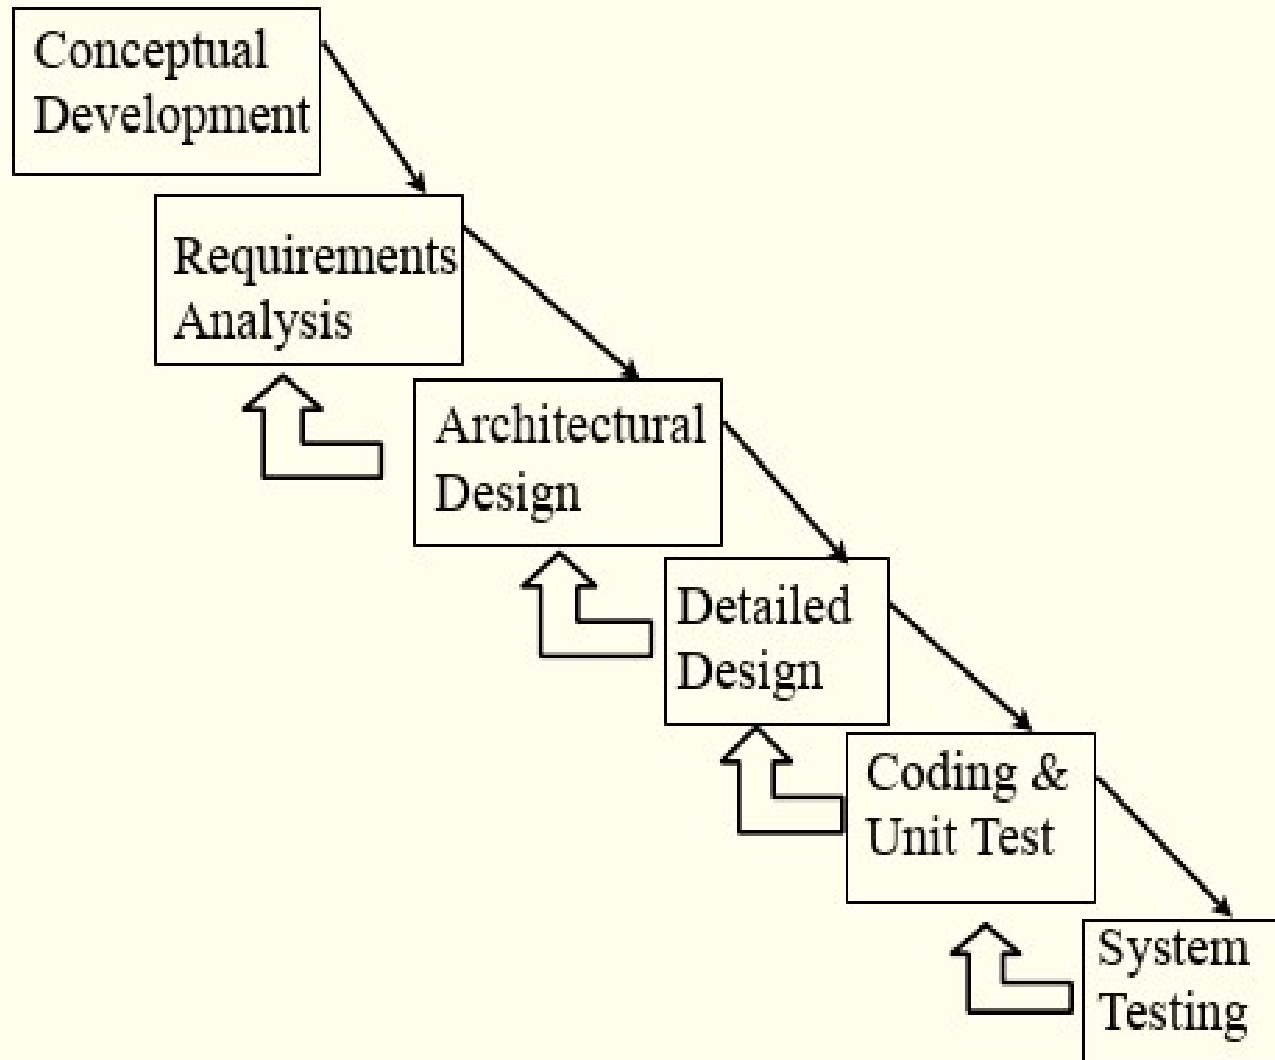 Conceptual
Development
Requirements
Analysis
Architectural
Design
Detailed
Design
Coding &
Unit Test
System
Testing